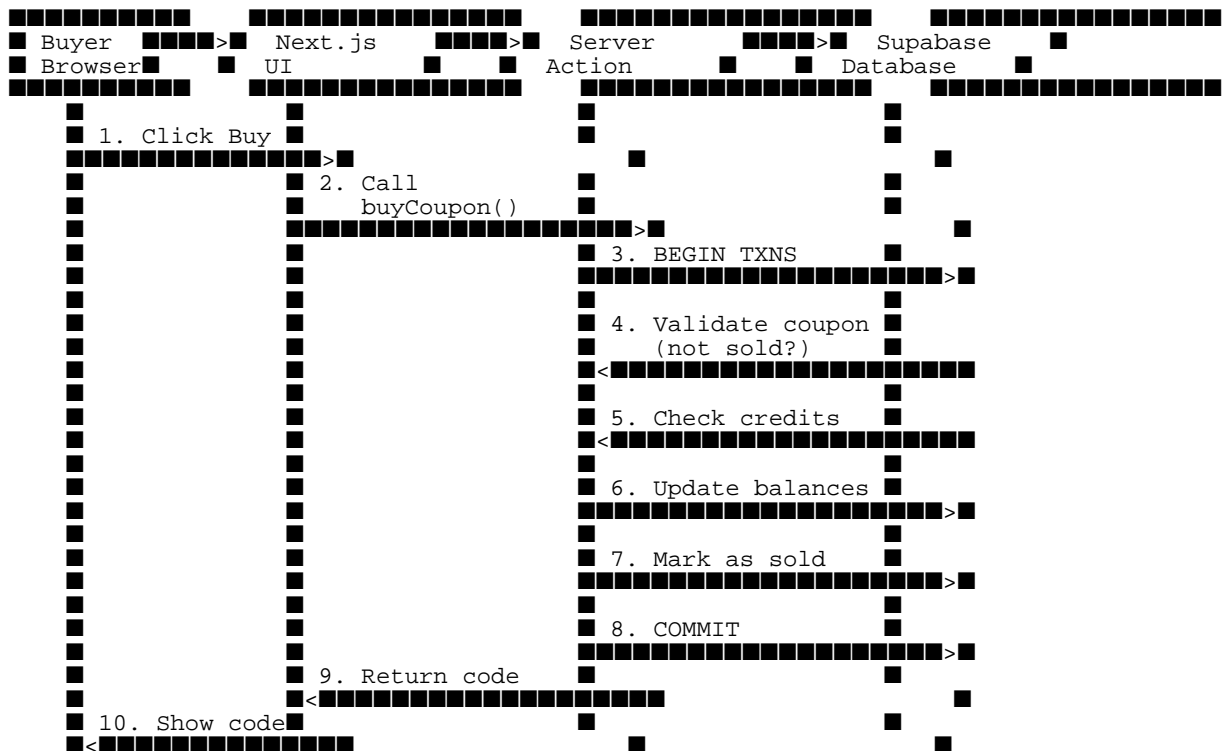 Buyer > Next.js > Server > Supabase
Browser UI Action Database
1. Click Buy
>
2. Call
buyCoupon()
>
3. BEGIN TXNS
>
4. Validate coupon
(not sold?)
<
5. Check credits
<
6. Update balances
>
7. Mark as sold
>
8. COMMIT
>
9. Return code
<
10. Show code
<